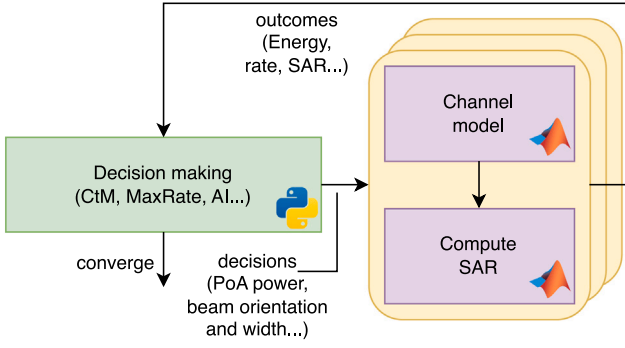 outcomes
(Energy,
rate, SAR...)
Channel
model
Decision making
(CtM, MaxRate, AI...)
Compute
SAR
converge
decisions
(PoA power,
beam orientation
and width...)